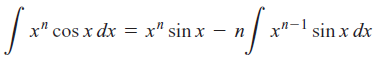 ∫ xⁿ cos x dx = xⁿ sin x − n ∫ xⁿ⁻¹ sin x dx